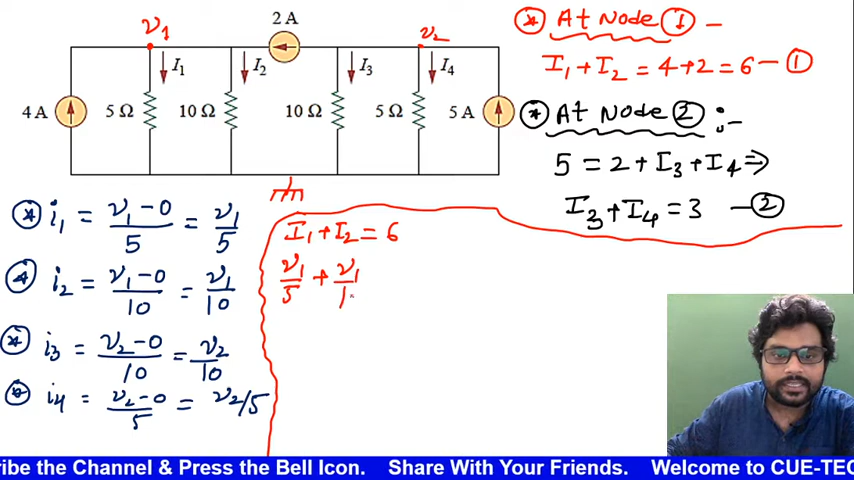 v1
2 A
v2
I1
I2
I3
I4
4 A
5 Ω
10 Ω
10 Ω
5 Ω
5 A
At Node 1 -
I1 + I2 = 4+2 = 6 — 1
At Node 2 :-
5 = 2 + I3 + I4 ⇒
I3 + I4 = 3 — 2
i1 = v1 - 0 / 5 = v1 / 5
i2 = v1 - 0 / 10 = v1 / 10
i3 = v2 - 0 / 10 = v2 / 10
i4 = v2 - 0 / 5 = v2/5
I1 + I2 = 6
v1 / 5 + v1 / 1
ribe the Channel & Press the Bell Icon. Share With Your Friends. Welcome to CUE-TEC